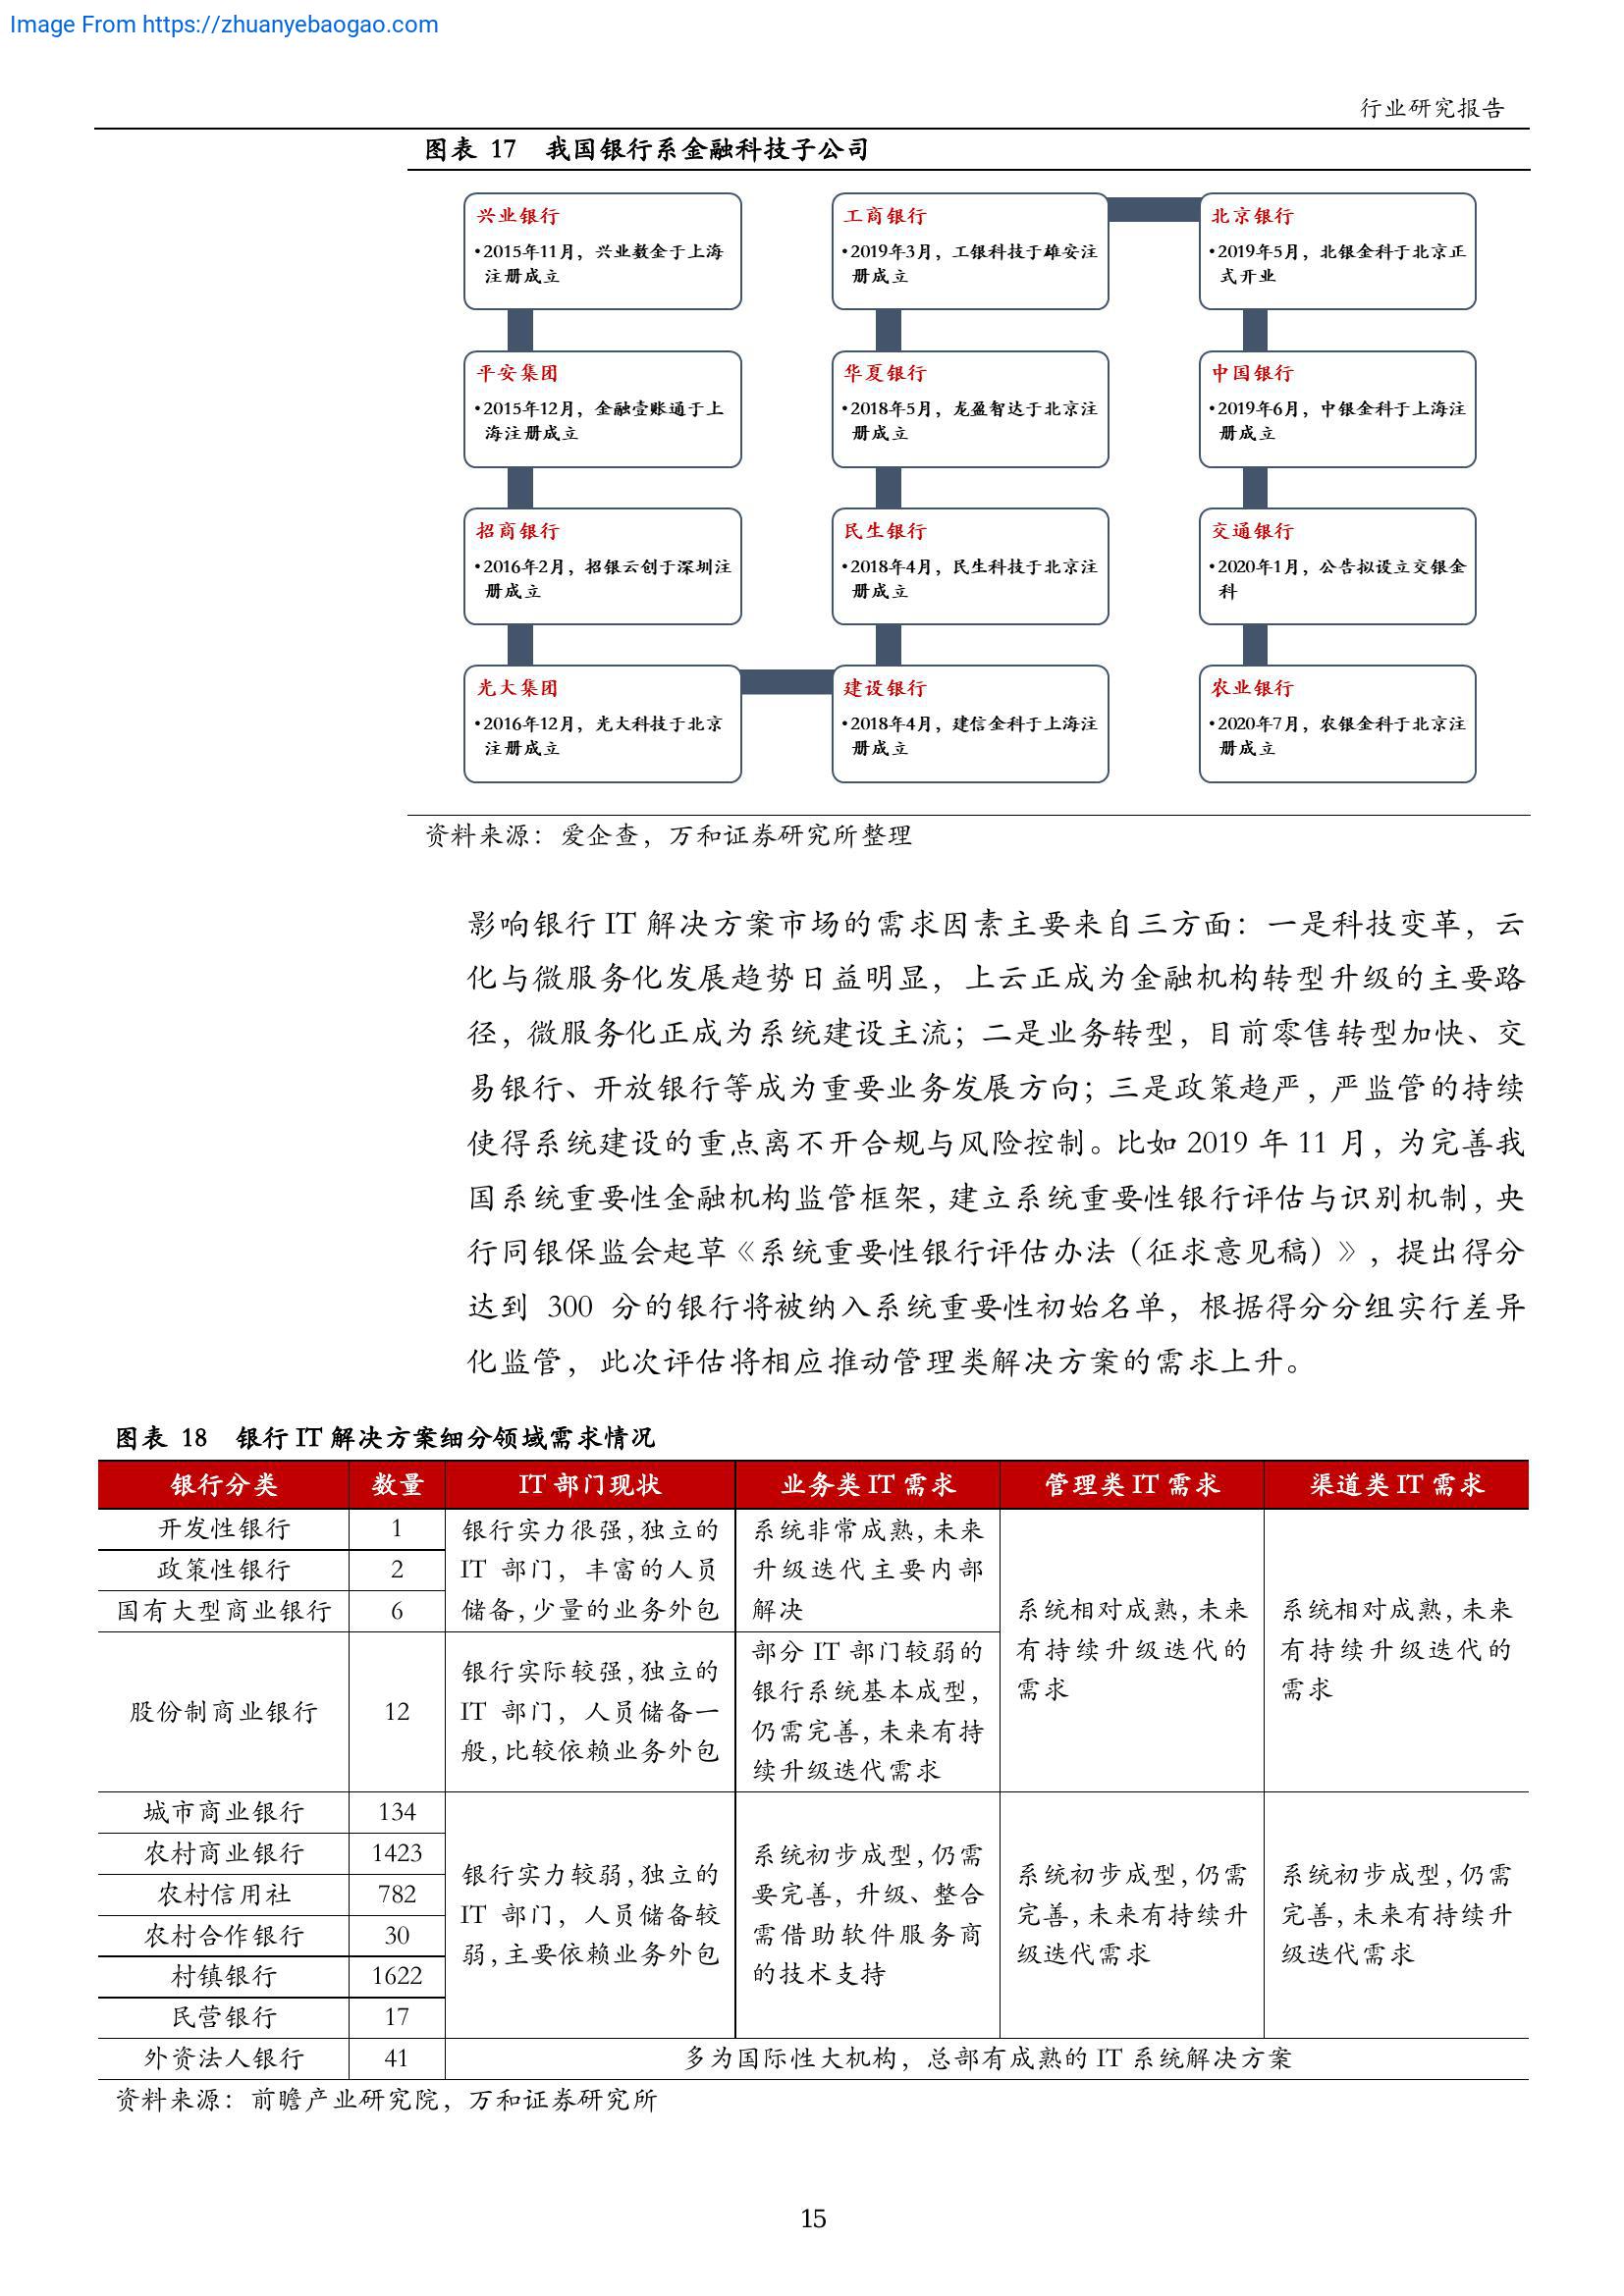 Image From https://zhuanyebaogao.com
行业研究报告
图表 17 我国银行系金融科技子公司
兴业银行
•2015年11月，兴业数金于上海
注册成立
平安集团
•2015年12月，金融壹账通于上
海注册成立
招商银行
•2016年2月，招银云创于深圳注
册成立
光大集团
•2016年12月，光大科技于北京
注册成立
工商银行
•2019年3月，工银科技于雄安注
册成立
华夏银行
•2018年5月，龙盈智达于北京注
册成立
民生银行
•2018年4月，民生科技于北京注
册成立
建设银行
•2018年4月，建信金科于上海注
册成立
北京银行
•2019年5月，北银金科于北京正
式开业
中国银行
•2019年6月，中银金科于上海注
册成立
交通银行
•2020年1月，公告拟设立交银金
科
农业银行
•2020年7月，农银金科于北京注
册成立
资料来源：爱企查，万和证券研究所整理
影响银行 IT 解决方案市场的需求因素主要来自三方面：一是科技变革，云
化与微服务化发展趋势日益明显，上云正成为金融机构转型升级的主要路
径，微服务化正成为系统建设主流；二是业务转型，目前零售转型加快、交
易银行、开放银行等成为重要业务发展方向；三是政策趋严，严监管的持续
使得系统建设的重点离不开合规与风险控制。比如 2019 年 11 月，为完善我
国系统重要性金融机构监管框架，建立系统重要性银行评估与识别机制，央
行同银保监会起草《系统重要性银行评估办法（征求意见稿）》，提出得分
达到 300 分的银行将被纳入系统重要性初始名单，根据得分分组实行差异
化监管，此次评估将相应推动管理类解决方案的需求上升。
图表 18 银行 IT 解决方案细分领域需求情况
银行分类 数量 IT 部门现状 业务类 IT 需求 管理类 IT 需求 渠道类 IT 需求
开发性银行 1
政策性银行 2
国有大型商业银行 6
银行实力很强，独立的
IT 部门，丰富的人员
储备，少量的业务外包
系统非常成熟，未来
升级迭代主要内部
解决
系统相对成熟，未来
有持续升级迭代的
需求
系统相对成熟，未来
有持续升级迭代的
需求
股份制商业银行 12
银行实际较强，独立的
IT 部门，人员储备一
般，比较依赖业务外包
部分 IT 部门较弱的
银行系统基本成型，
仍需完善，未来有持
续升级迭代需求
城市商业银行 134
农村商业银行 1423
农村信用社 782
农村合作银行 30
村镇银行 1622
民营银行 17
银行实力较弱，独立的
IT 部门，人员储备较
弱，主要依赖业务外包
系统初步成型，仍需
要完善，升级、整合
需借助软件服务商
的技术支持
系统初步成型，仍需
完善，未来有持续升
级迭代需求
系统初步成型，仍需
完善，未来有持续升
级迭代需求
外资法人银行 41 多为国际性大机构，总部有成熟的 IT 系统解决方案
资料来源：前瞻产业研究院，万和证券研究所
15